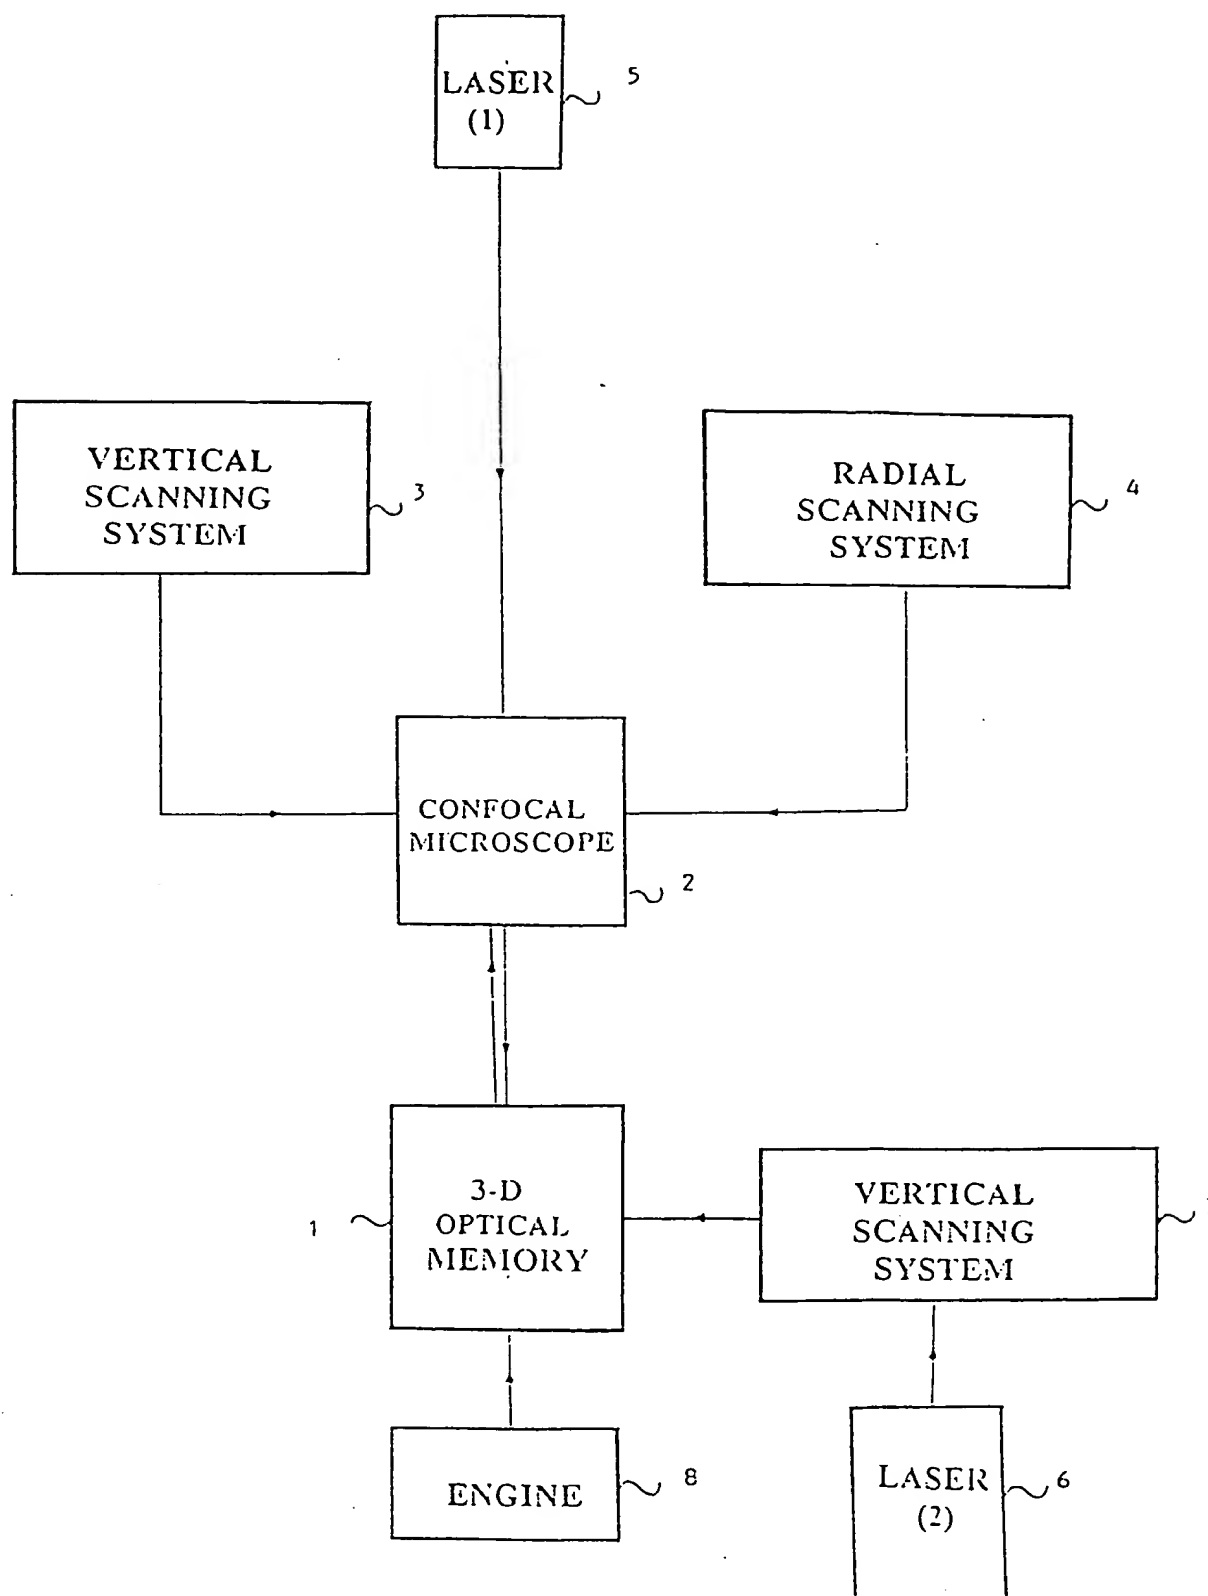 LASER
(1)
5
VERTICAL
SCANNING
SYSTEM
3
RADIAL
SCANNING
SYSTEM
4
CONFOCAL
MICROSCOPE
2
3-D
OPTICAL
MEMORY
1
VERTICAL
SCANNING
SYSTEM
ENGINE
8
LASER
(2)
6